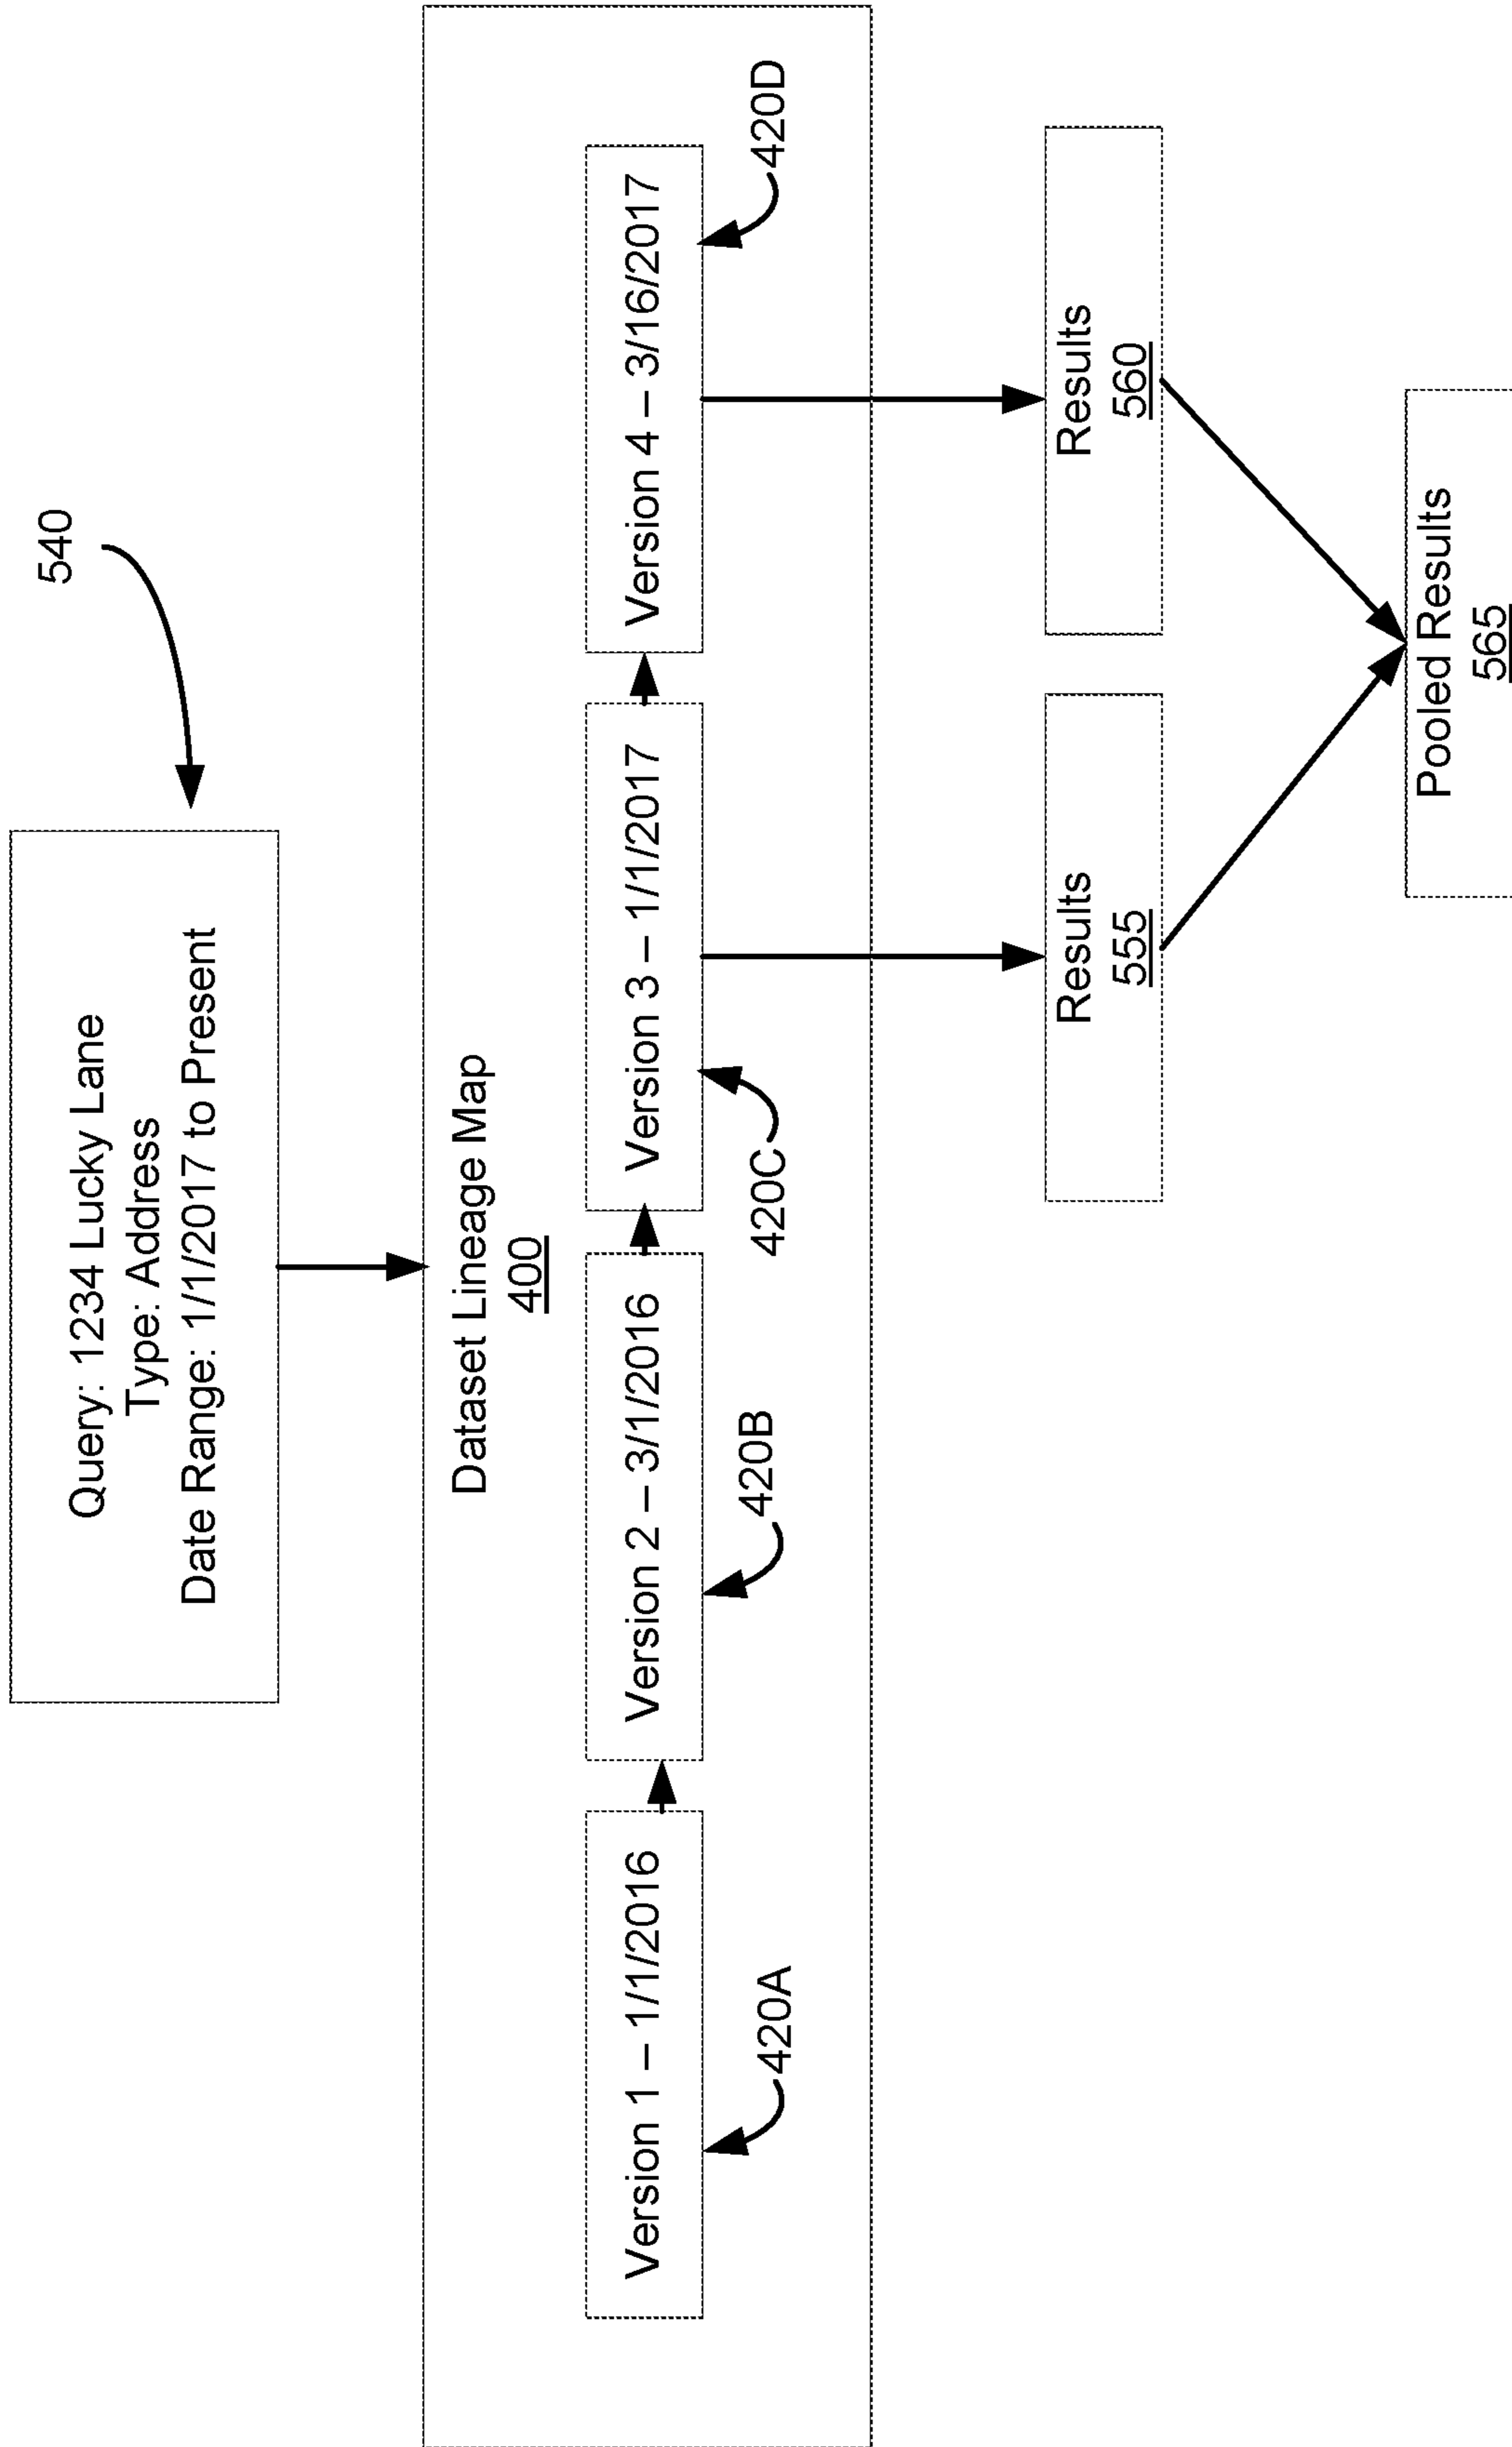 540
Query: 1234 Lucky Lane
Type: Address
Date Range: 1/1/2017 to Present
Dataset Lineage Map
400
Version 1 – 1/1/2016
Version 2 – 3/1/2016
Version 3 – 1/1/2017
Version 4 – 3/16/2017
420A
420B
420C
420D
Results
555
Results
560
Pooled Results
565